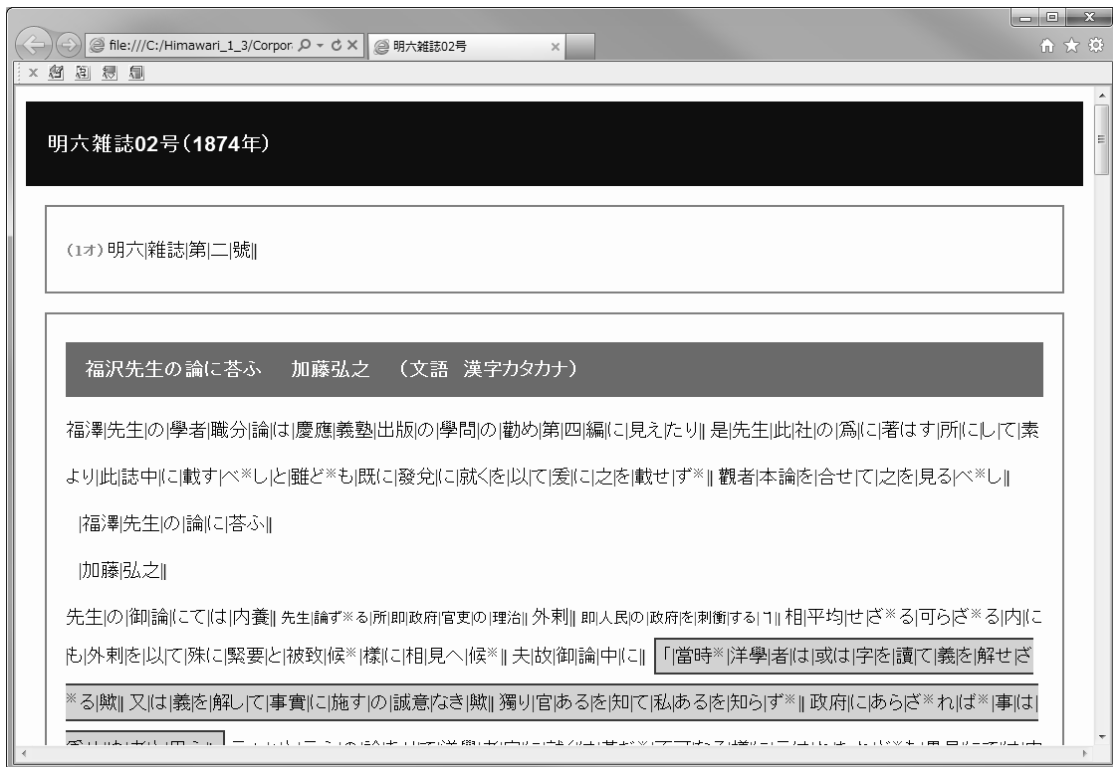 file:///C:/Himawari_1_3/Corpor
明六雑誌02号
明六雑誌02号(1874年)
(1オ) 明六|雜誌|第|二|號‖
福沢先生の論に荅ふ 加藤弘之 (文語 漢字カタカナ)
福澤|先生|の|學者|職分|論|は|慶應|義塾|出版|の|學問|の|勸め|第|四|編|に|見え|たり‖ 是|先生|此|社|の|爲|に|著はす|所|に|し|て|素
より|此|誌中|に|載す|べ※し|と|雖ど※も|既に|發兌|に|就く|を|以|て|爰|に|之|を|載せ|ず※‖ 觀者|本論|を|合せ|て|之|を|見る|べ※し‖
|福澤|先生|の|論|に|荅ふ‖
|加藤|弘之‖
先生|の|御|論|にて|は|内養‖ 先生|論ず※る|所|即|政府|官吏|の|理治| 外刺‖ 即|人民|の|政府|を|刺衝|する|ヿ| 相|平均|せ|ざ※る|可ら|ざ※る|内|に
も|外刺|を|以|て|殊に|緊要|と|被致|候※|樣|に|相|見へ|候※‖ 夫|故|御|論|中|に‖ 「|當時※|洋學|者|は|或は|字|を|讀|て|義|を|解せ|ざ
※る|歟‖ 又|は|義|を|解し|て|事實|に|施す|の|誠意|なき|歟‖ 獨り|官|ある|を|知|て|私|ある|を|知ら|ず※‖ 政府|に|あら|ざ※れ|ば※|事|は|